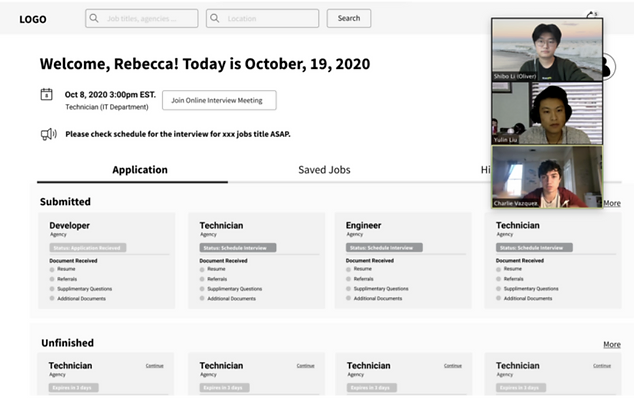 LOGO
Job titles, agencies ...
Location
Search
Welcome, Rebecca! Today is October, 19, 2020
8
Oct 8, 2020 3:00pm EST.
Technician (IT Department)
Join Online Interview Meeting
Please check schedule for the interview for xxx jobs title ASAP.
Shibo Li (Oliver)
Yulin Liu
Charlie Vazquez
Application
Saved Jobs
Hi
Submitted
More
Developer
Agency
Status: Application Recieved
Document Received
Resume
Referrals
Supplimentary Questions
Additional Documents
Technician
Agency
Status: Schedule Interview
Document Received
Resume
Referrals
Supplimentary Questions
Additional Documents
Engineer
Agency
Status: Schedule Interview
Document Received
Resume
Referrals
Supplimentary Questions
Additional Documents
Technician
Agency
Status: Schedule Interview
Document Received
Resume
Referrals
Supplimentary Questions
Additional Documents
Unfinished
More
Technician
Continue
Agency
Expires in 3 days
Technician
Continue
Agency
Expires in 3 days
Technician
Continue
Agency
Expires in 3 days
Technician
Continue
Agency
Expires in 3 days